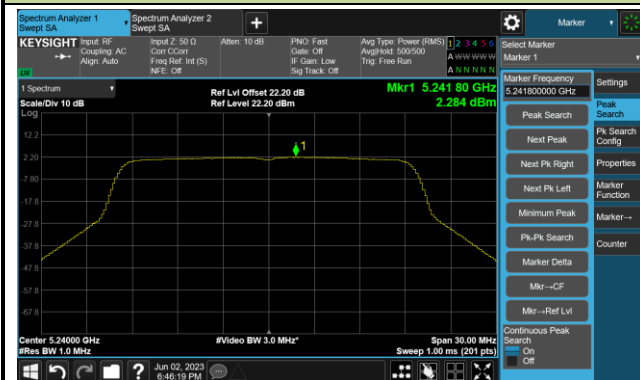 Spectrum Analyzer 1
Swept SA
Spectrum Analyzer 2
Swept SA
Marker
KEYSIGHT
Input: RF
Coupling: AC
Align: Auto
Input Z: 50 Ω
Corr CCorr
Freq Ref: Int (S)
NFE: Off
Atten: 10 dB
PNO: Fast
Gate: Off
IF Gain: Low
Sig Track: Off
Avg Type: Power (RMS)
Avg|Hold: 500/500
Trig: Free Run
1 2 3 4 5 6
A W W W W W
A N N N N N
LXI
Select Marker
Marker 1
1 Spectrum
Scale/Div 10 dB
Log
Ref Lvl Offset 22.20 dB
Ref Level 22.20 dBm
Mkr1 5.241 80 GHz
2.284 dBm
1
12.2
2.20
-7.80
-17.8
-27.8
-37.8
-47.8
-57.8
-67.8
Center 5.24000 GHz
#Res BW 1.0 MHz
#Video BW 3.0 MHz*
Span 30.00 MHz
Sweep 1.00 ms (201 pts)
Marker Frequency
5.241800000 GHz
Peak Search
Next Peak
Next Pk Right
Next Pk Left
Minimum Peak
Pk-Pk Search
Marker Delta
Mkr→CF
Mkr→Ref Lvl
Continuous Peak
Search
On
Off
Settings
Peak
Search
Pk Search
Config
Properties
Marker
Function
Marker→
Counter
Jun 02, 2023
6:46:19 PM